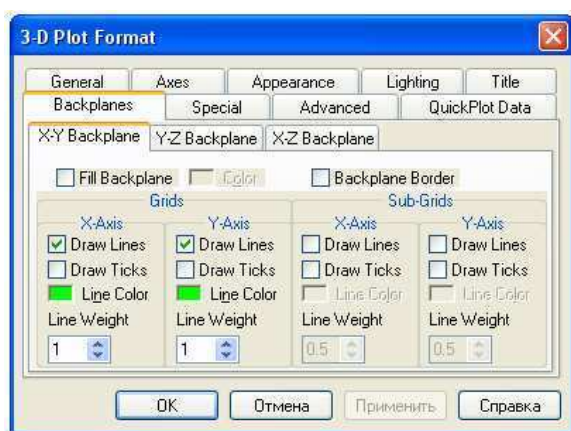 3-D Plot Format
General Axes Appearance Lighting Title
Backplanes Special Advanced QuickPlot Data
X-Y Backplane Y-Z Backplane X-Z Backplane
Fill Backplane Color Backplane Border
Grids Sub-Grids
X-Axis Y-Axis X-Axis Y-Axis
Draw Lines Draw Lines Draw Lines Draw Lines
Draw Ticks Draw Ticks Draw Ticks Draw Ticks
Line Color Line Color Line Color Line Color
Line Weight Line Weight Line Weight Line Weight
1 1 0.5 0.5
OK Отмена Применить Справка